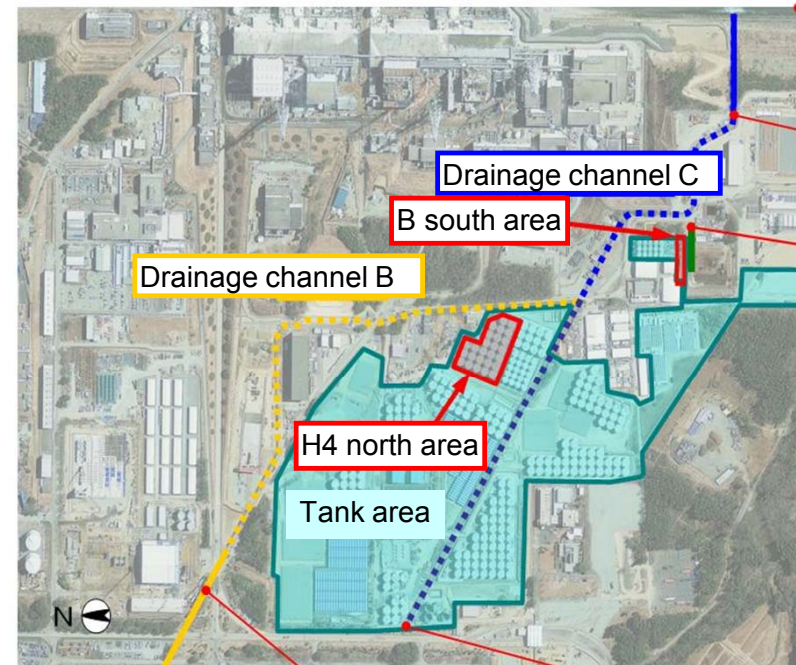 Drainage channel C
B south area
Drainage channel B
H4 north area
Tank area
N